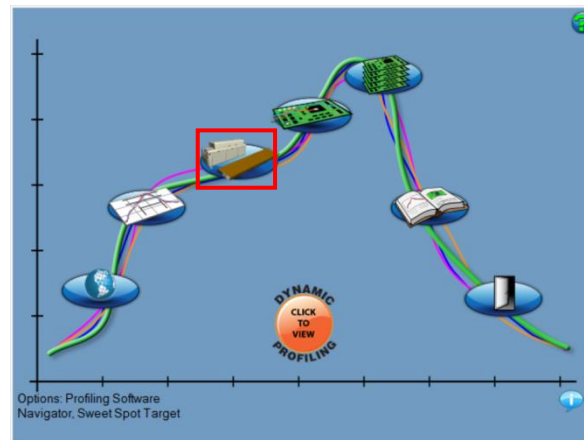 DYNAMIC
CLICK
TO
VIEW
PROFILING
Options: Profiling Software
Navigator, Sweet Spot Target